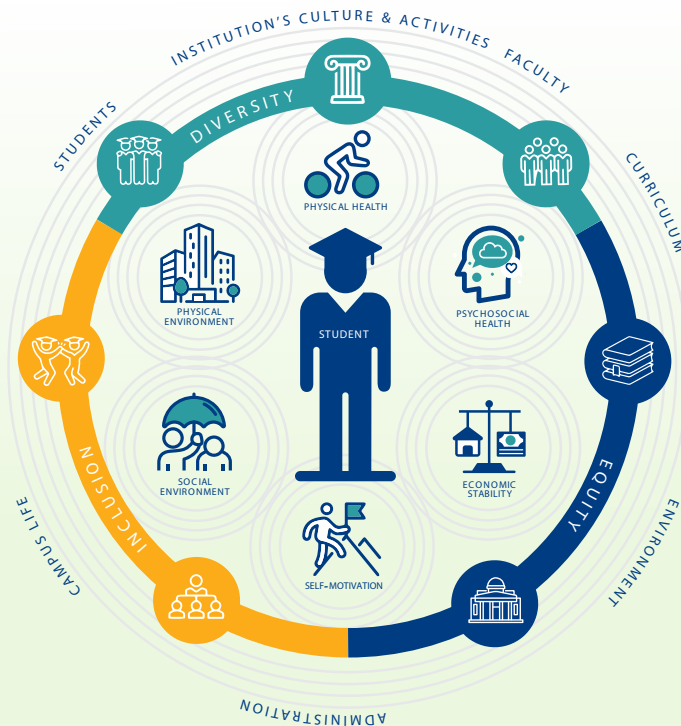 INSTITUTION'S CULTURE & ACTIVITIES
FACULTY
STUDENTS
DIVERSITY
CURRICULUM
PHYSICAL HEALTH
PHYSICAL
ENVIRONMENT
PSYCHOSOCIAL
HEALTH
STUDENT
SOCIAL
ENVIRONMENT
ECONOMIC
STABILITY
INCLUSION
EQUITY
CAMPUS LIFE
ENVIRONMENT
SELF-MOTIVATION
ADMINISTRATION